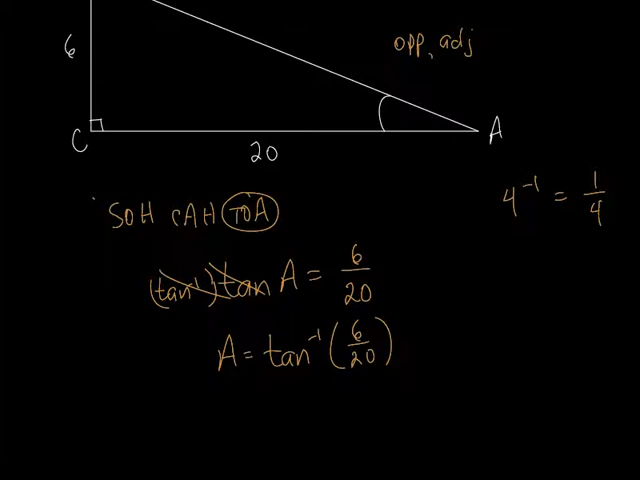 6
opp, adj
C
A
20
SOH CAH TOA
4⁻¹ = 1/4
(tan⁻¹) tan A = 6/20
A = tan⁻¹ (6/20)